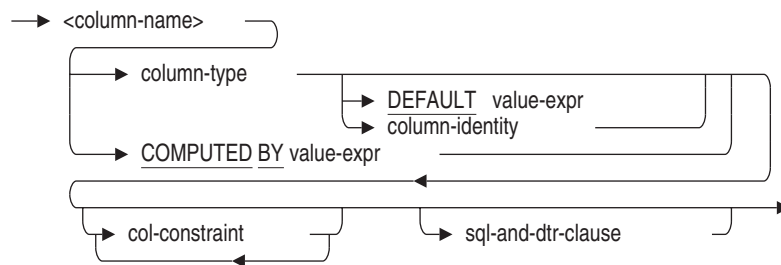 <column-name>
column-type
DEFAULT value-expr
column-identity
COMPUTED BY value-expr
col-constraint
sql-and-dtr-clause